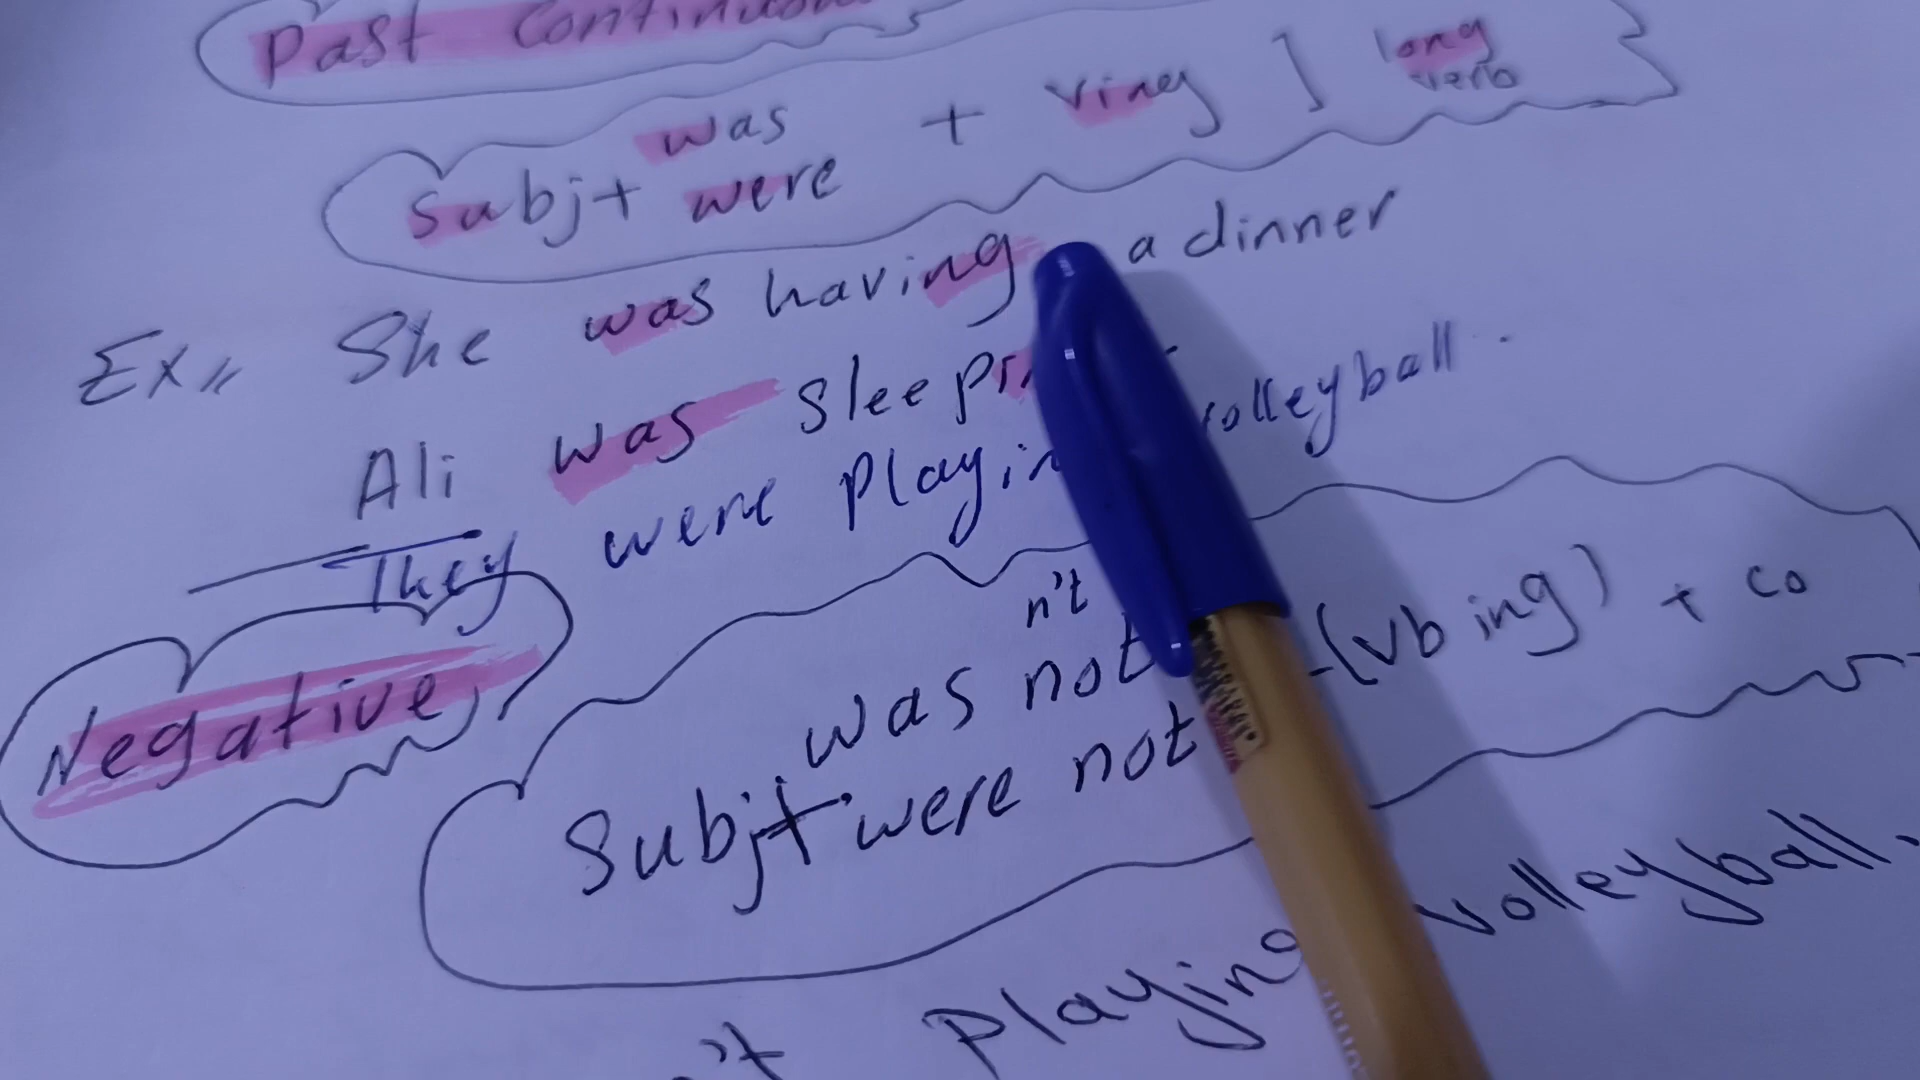 Past Continuous
was
Subj+ were + ving ] long verb
Ex,, She was having a dinner
Ali was sleep
They were playin volleyball.
Negative
n't
was not
Subj+ were not (vb ing) + co
n't playing volleyball.